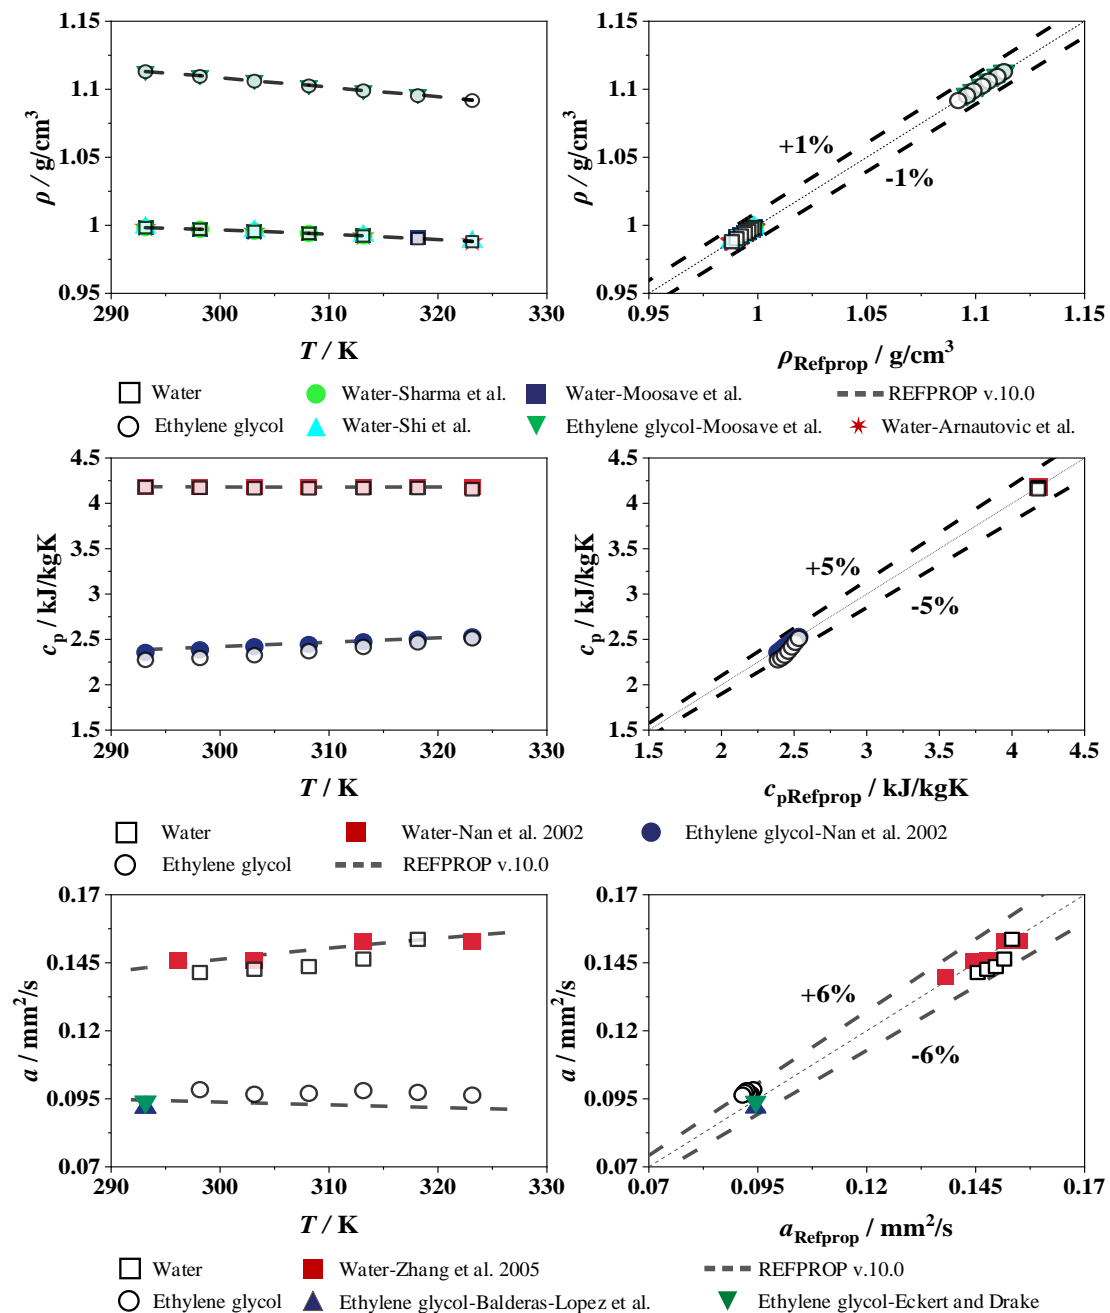 1.15
1.1
1.05
1
0.95
ρ / g/cm3
290 300 310 320 330
T / K
1.15
1.1
1.05
1
0.95
ρ / g/cm3
+1%
-1%
0.95 1 1.05 1.1 1.15
ρRefprop / g/cm3
Water Water-Sharma et al. Water-Moosave et al. REFPROP v.10.0
Ethylene glycol Water-Shi et al. Ethylene glycol-Moosave et al. Water-Arnautovic et al.
4.5
4
3.5
3
2.5
2
1.5
cp / kJ/kgK
290 300 310 320 330
T / K
4.5
4
3.5
3
2.5
2
1.5
cp / kJ/kgK
+5%
-5%
1.5 2 2.5 3 3.5 4 4.5
cpRefprop / kJ/kgK
Water Water-Nan et al. 2002 Ethylene glycol-Nan et al. 2002
Ethylene glycol REFPROP v.10.0
0.17
0.145
0.12
0.095
0.07
a / mm2/s
290 300 310 320 330
T / K
0.17
0.145
0.12
0.095
0.07
a / mm2/s
+6%
-6%
0.07 0.095 0.12 0.145 0.17
aRefprop / mm2/s
Water Water-Zhang et al. 2005 REFPROP v.10.0
Ethylene glycol Ethylene glycol-Balderas-Lopez et al. Ethylene glycol-Eckert and Drake